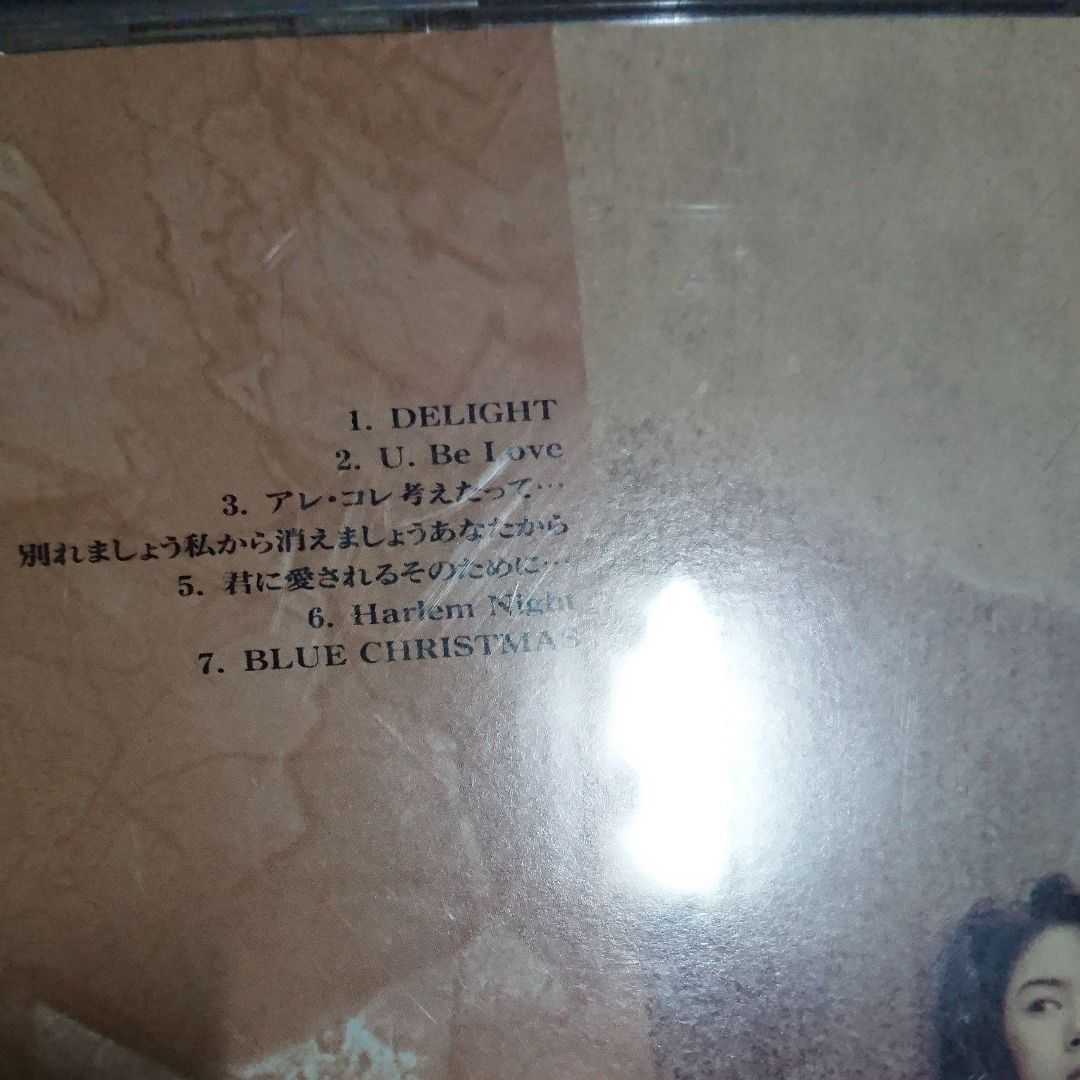 1. DELIGHT
2. U. Be Love
3. アレ・コレ考えたって…
別れましょう私から消えましょうあなたから
5. 君に愛されるそのために…
6. Harlem Night
7. BLUE CHRISTMAS